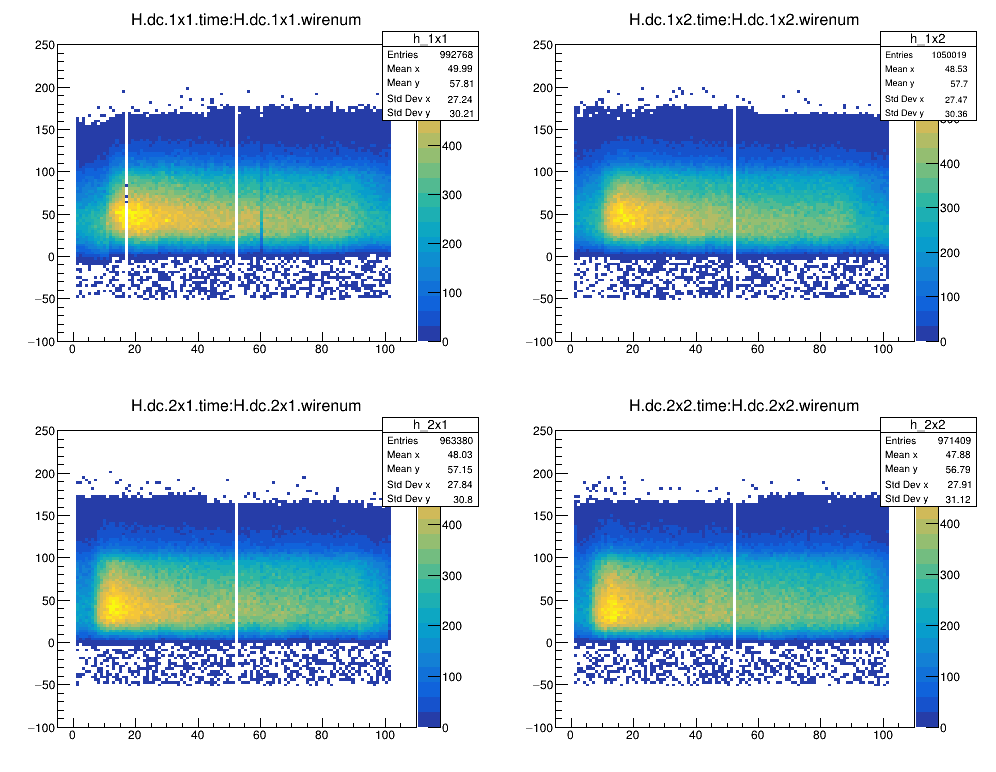 H.dc.1x1.time:H.dc.1x1.wirenum
h_1x1
Entries 992768
Mean x 49.99
Mean y 57.81
Std Dev x 27.24
Std Dev y 30.21
250
200
150
100
50
0
−50
−100
0 20 40 60 80 100
400
300
200
100
0
H.dc.1x2.time:H.dc.1x2.wirenum
h_1x2
Entries 1050019
Mean x 48.53
Mean y 57.7
Std Dev x 27.47
Std Dev y 30.36
250
200
150
100
50
0
−50
−100
0 20 40 60 80 100
500
400
300
200
100
0
H.dc.2x1.time:H.dc.2x1.wirenum
h_2x1
Entries 963380
Mean x 48.03
Mean y 57.15
Std Dev x 27.84
Std Dev y 30.8
250
200
150
100
50
0
−50
−100
0 20 40 60 80 100
400
300
200
100
0
H.dc.2x2.time:H.dc.2x2.wirenum
h_2x2
Entries 971409
Mean x 47.88
Mean y 56.79
Std Dev x 27.91
Std Dev y 31.12
250
200
150
100
50
0
−50
−100
0 20 40 60 80 100
400
300
200
100
0